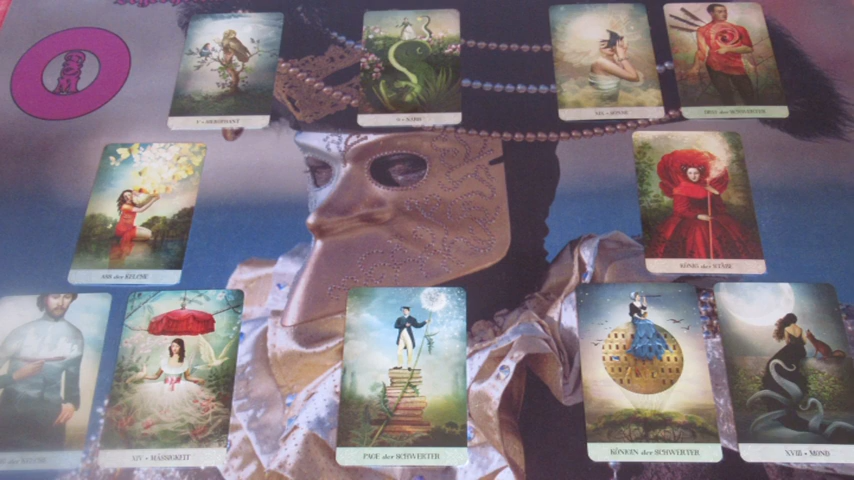 V • HIEROPHANT
0 • NARR
XIX • SONNE
DREI der SCHWERTER
ASS der KELCHE
KÖNIG der STÄBE
XIV • MÄSSIGKEIT
PAGE der SCHWERTER
KÖNIGIN der SCHWERTER
XVIII • MOND